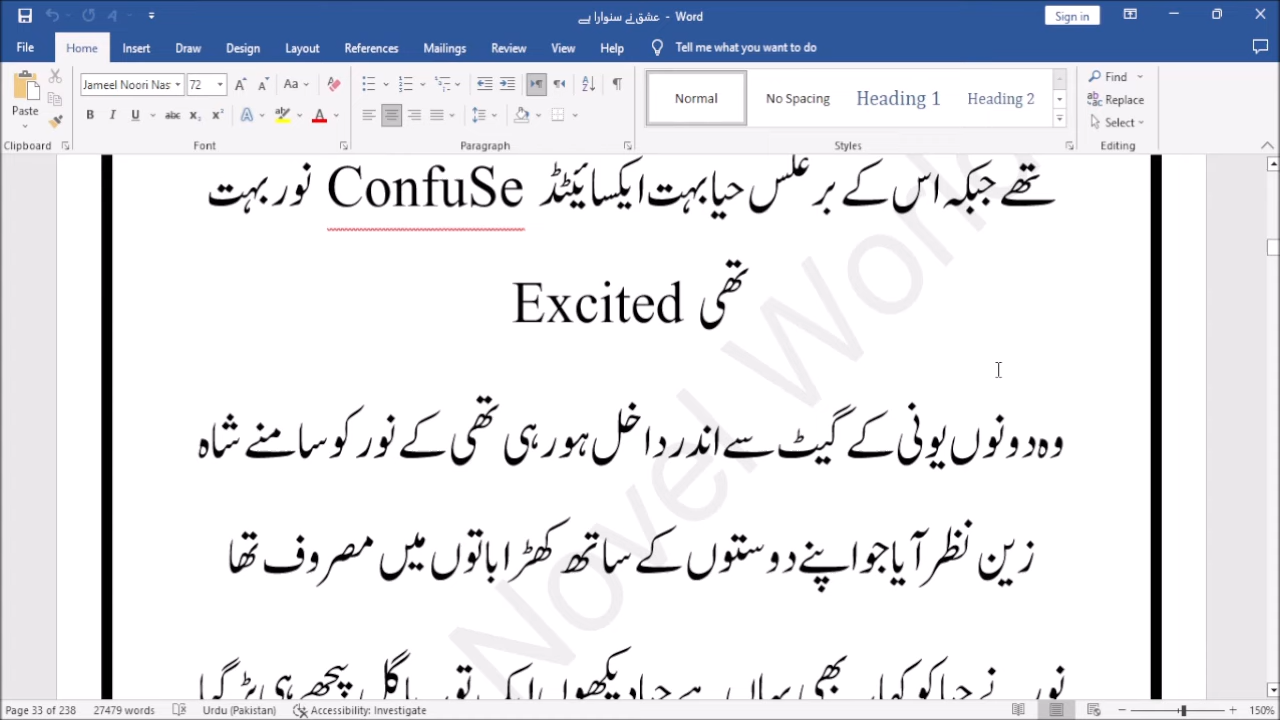 عشق نے سنوارا ہے - Word
Sign in
File Home Insert Draw Design Layout References Mailings Review View Help Tell me what you want to do
Paste
Clipboard
Jameel Noori Nas 72
Font
Paragraph
Normal No Spacing Heading 1 Heading 2
Styles
Find
Replace
Select
Editing
تھے جبکہ اس کے برعکس حیا بہت ایکسائیٹڈ ConfuSe نور بہت
تھی Excited
وہ دونوں یونی کے گیٹ سے اندر داخل ہو رہی تھی کے نور کو سامنے شاہ
زین نظر آیا جو اپنے دوستوں کے ساتھ کھڑا باتوں میں مصروف تھا
Novel World
Page 33 of 238 27479 words Urdu (Pakistan) Accessibility: Investigate 150%